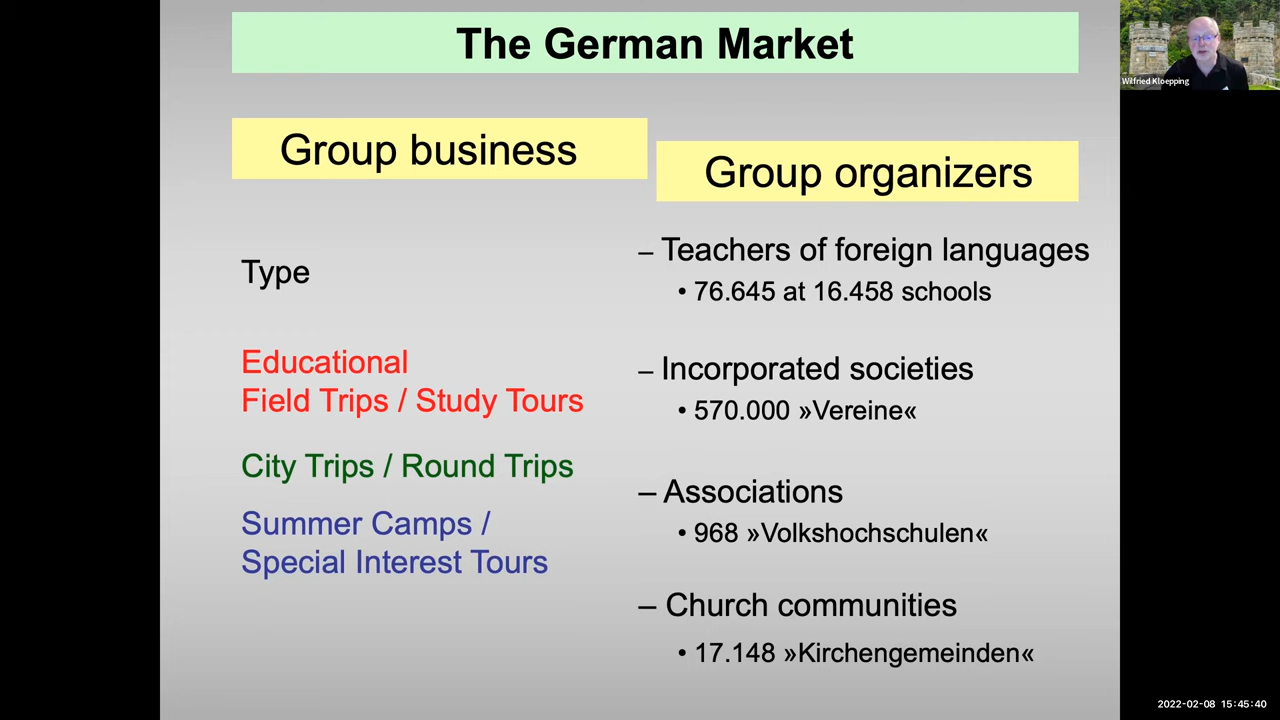 The German Market
Group business
Group organizers
Type
Educational
Field Trips / Study Tours
City Trips / Round Trips
Summer Camps /
Special Interest Tours
– Teachers of foreign languages
• 76.645 at 16.458 schools
– Incorporated societies
• 570.000 »Vereine«
– Associations
• 968 »Volkshochschulen«
– Church communities
• 17.148 »Kirchengemeinden«
Wilfried Kloepping
2022-02-08 15:45:40